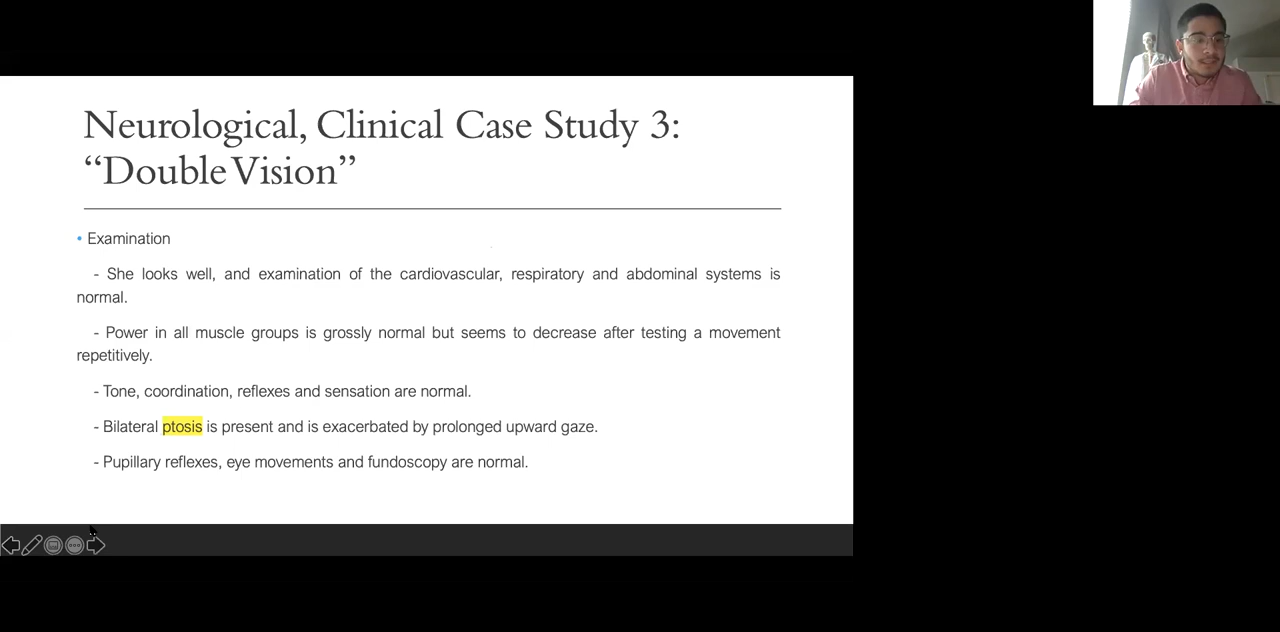 Neurological, Clinical Case Study 3:
“Double Vision”
• Examination
- She looks well, and examination of the cardiovascular, respiratory and abdominal systems is
normal.
- Power in all muscle groups is grossly normal but seems to decrease after testing a movement
repetitively.
- Tone, coordination, reflexes and sensation are normal.
- Bilateral ptosis is present and is exacerbated by prolonged upward gaze.
- Pupillary reflexes, eye movements and fundoscopy are normal.